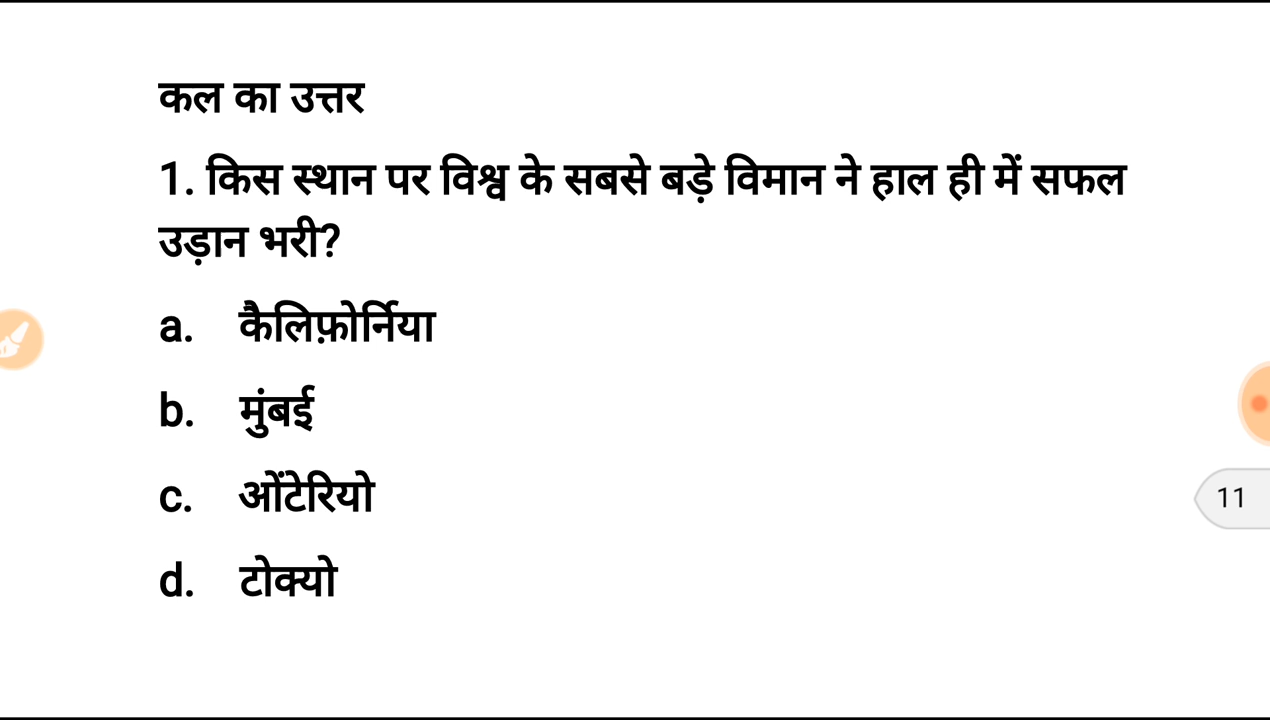 कल का उत्तर
1. किस स्थान पर विश्व के सबसे बड़े विमान ने हाल ही में सफल
उड़ान भरी?
a. कैलिफ़ोर्निया
b. मुंबई
c. ओंटेरियो
d. टोक्यो
11